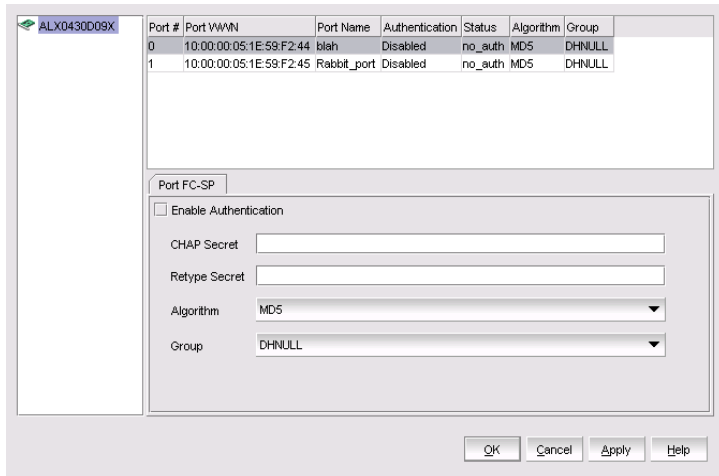 ALX0430D09X
Port # Port WWN Port Name Authentication Status Algorithm Group
0 10:00:00:05:1E:59:F2:44 blah Disabled no_auth MD5 DHNULL
1 10:00:00:05:1E:59:F2:45 Rabbit_port Disabled no_auth MD5 DHNULL
Port FC-SP
Enable Authentication
CHAP Secret
Retype Secret
Algorithm MD5
Group DHNULL
OK Cancel Apply Help